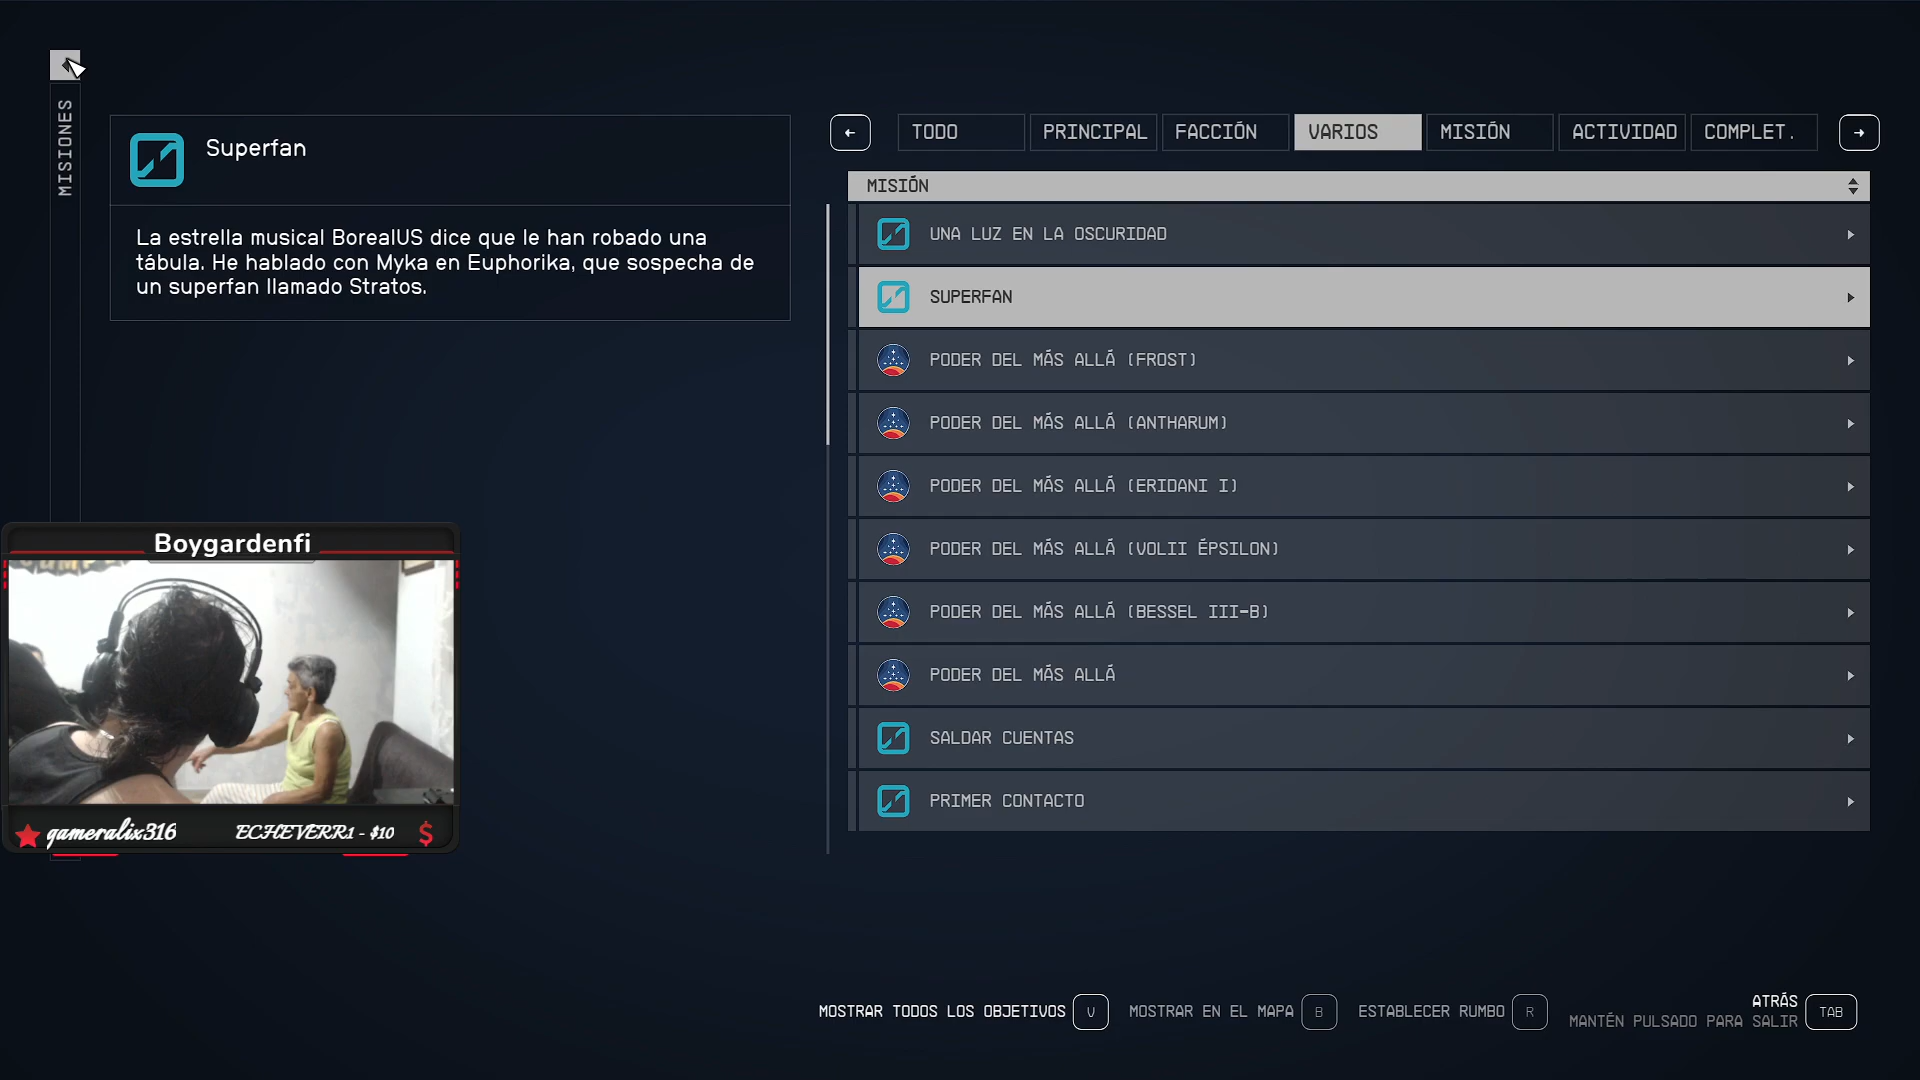 MISIONES
Superfan
La estrella musical BorealUS dice que le han robado una
tábula. He hablado con Myka en Euphorika, que sospecha de
un superfan llamado Stratos.
TODO
PRINCIPAL
FACCIÓN
VARIOS
MISIÓN
ACTIVIDAD
COMPLET.
MISIÓN
UNA LUZ EN LA OSCURIDAD
SUPERFAN
PODER DEL MÁS ALLÁ (FROST)
PODER DEL MÁS ALLÁ (ANTHARUM)
PODER DEL MÁS ALLÁ (ERIDANI I)
PODER DEL MÁS ALLÁ (VOLII ÉPSILON)
PODER DEL MÁS ALLÁ (BESSEL III-B)
PODER DEL MÁS ALLÁ
SALDAR CUENTAS
PRIMER CONTACTO
Boygardenfi
gameralix316
ECHEVERR1 - $10
$
MOSTRAR TODOS LOS OBJETIVOS V
MOSTRAR EN EL MAPA B
ESTABLECER RUMBO R
ATRÁS
MANTÉN PULSADO PARA SALIR
TAB